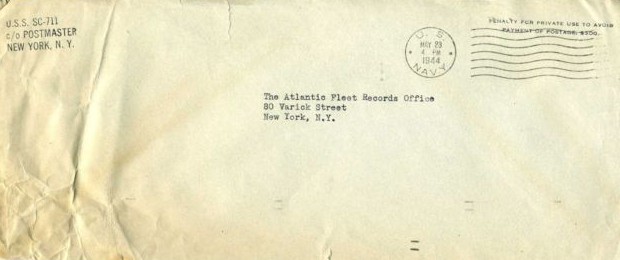 U.S.S. SC-711
c/o POSTMASTER
NEW YORK, N. Y.
U. S.
MAY 23
4 PM
1944
NAVY
PENALTY FOR PRIVATE USE TO AVOID
PAYMENT OF POSTAGE, $300.
The Atlantic Fleet Records Office
80 Varick Street
New York, N.Y.